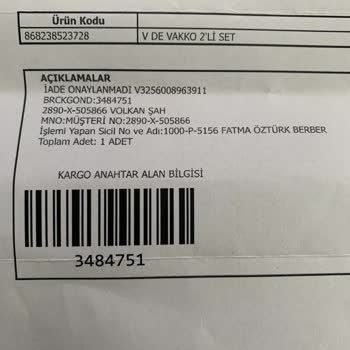 Ürün Kodu
868238523728 V DE VAKKO 2'Lİ SET
AÇIKLAMALAR
İADE ONAYLANMADI V3256008963911
BRCKGOND:3484751
2890-X-505866 VOLKAN ŞAH
MNO:MÜŞTERİ NO:2890-X-505866
İşlemi Yapan Sicil No ve Adı:1000-P-5156 FATMA ÖZTÜRK BERBER
Toplam Adet: 1 ADET
KARGO ANAHTAR ALAN BİLGİSİ
3484751